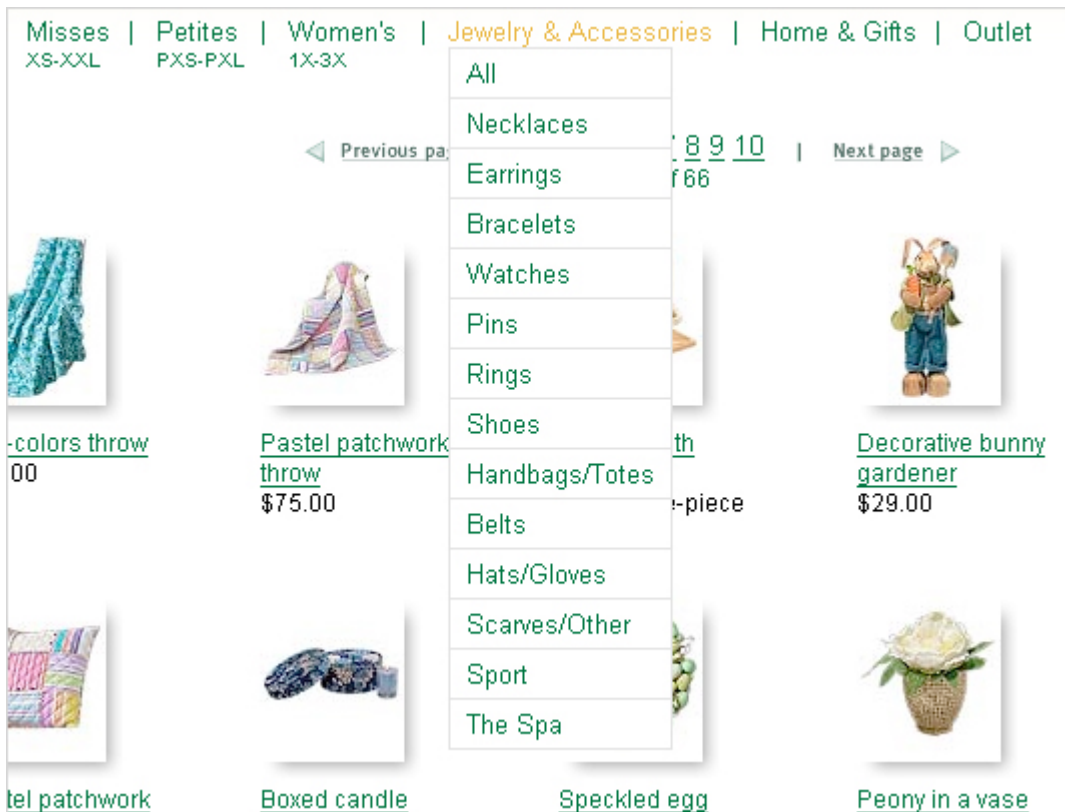 Misses | Petites | Women's | Jewelry & Accessories | Home & Gifts | Outlet
XS-XXL PXS-PXL 1X-3X
All
Necklaces
Earrings
Bracelets
Watches
Pins
Rings
Shoes
Handbags/Totes
Belts
Hats/Gloves
Scarves/Other
Sport
The Spa
Previous 8 9 10 | Next page
66
-colors throw
00
Pastel patchwork
throw
$75.00
-piece
Decorative bunny
gardener
$29.00
patchwork
Boxed candle
Speckled egg
Peony in a vase